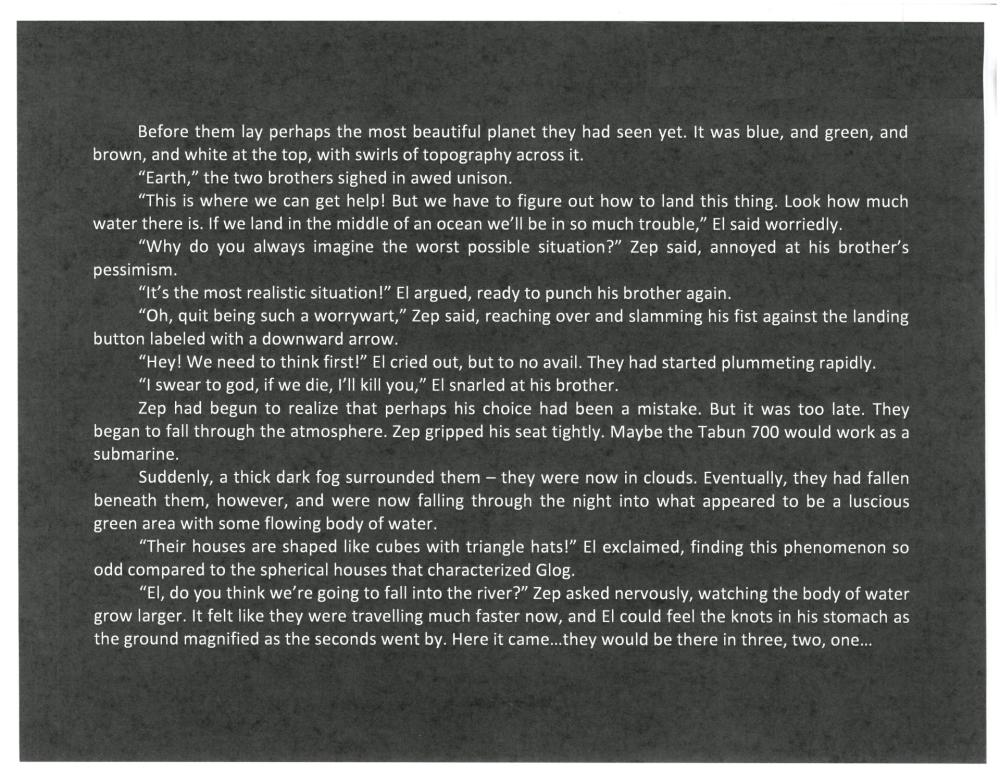 Before them lay perhaps the most beautiful planet they had seen yet. It was blue, and green, and
brown, and white at the top, with swirls of topography across it.
“Earth,” the two brothers sighed in awed unison.
“This is where we can get help! But we have to figure out how to land this thing. Look how much
water there is. If we land in the middle of an ocean we’ll be in so much trouble,” El said worriedly.
“Why do you always imagine the worst possible situation?” Zep said, annoyed at his brother’s
pessimism.
“It’s the most realistic situation!” El argued, ready to punch his brother again.
“Oh, quit being such a worrywart,” Zep said, reaching over and slamming his fist against the landing
button labeled with a downward arrow.
“Hey! We need to think first!” El cried out, but to no avail. They had started plummeting rapidly.
“I swear to god, if we die, I’ll kill you,” El snarled at his brother.
Zep had begun to realize that perhaps his choice had been a mistake. But it was too late. They
began to fall through the atmosphere. Zep gripped his seat tightly. Maybe the Tabun 700 would work as a
submarine.
Suddenly, a thick dark fog surrounded them – they were now in clouds. Eventually, they had fallen
beneath them, however, and were now falling through the night into what appeared to be a luscious
green area with some flowing body of water.
“Their houses are shaped like cubes with triangle hats!” El exclaimed, finding this phenomenon so
odd compared to the spherical houses that characterized Glog.
“El, do you think we’re going to fall into the river?” Zep asked nervously, watching the body of water
grow larger. It felt like they were travelling much faster now, and El could feel the knots in his stomach as
the ground magnified as the seconds went by. Here it came...they would be there in three, two, one...